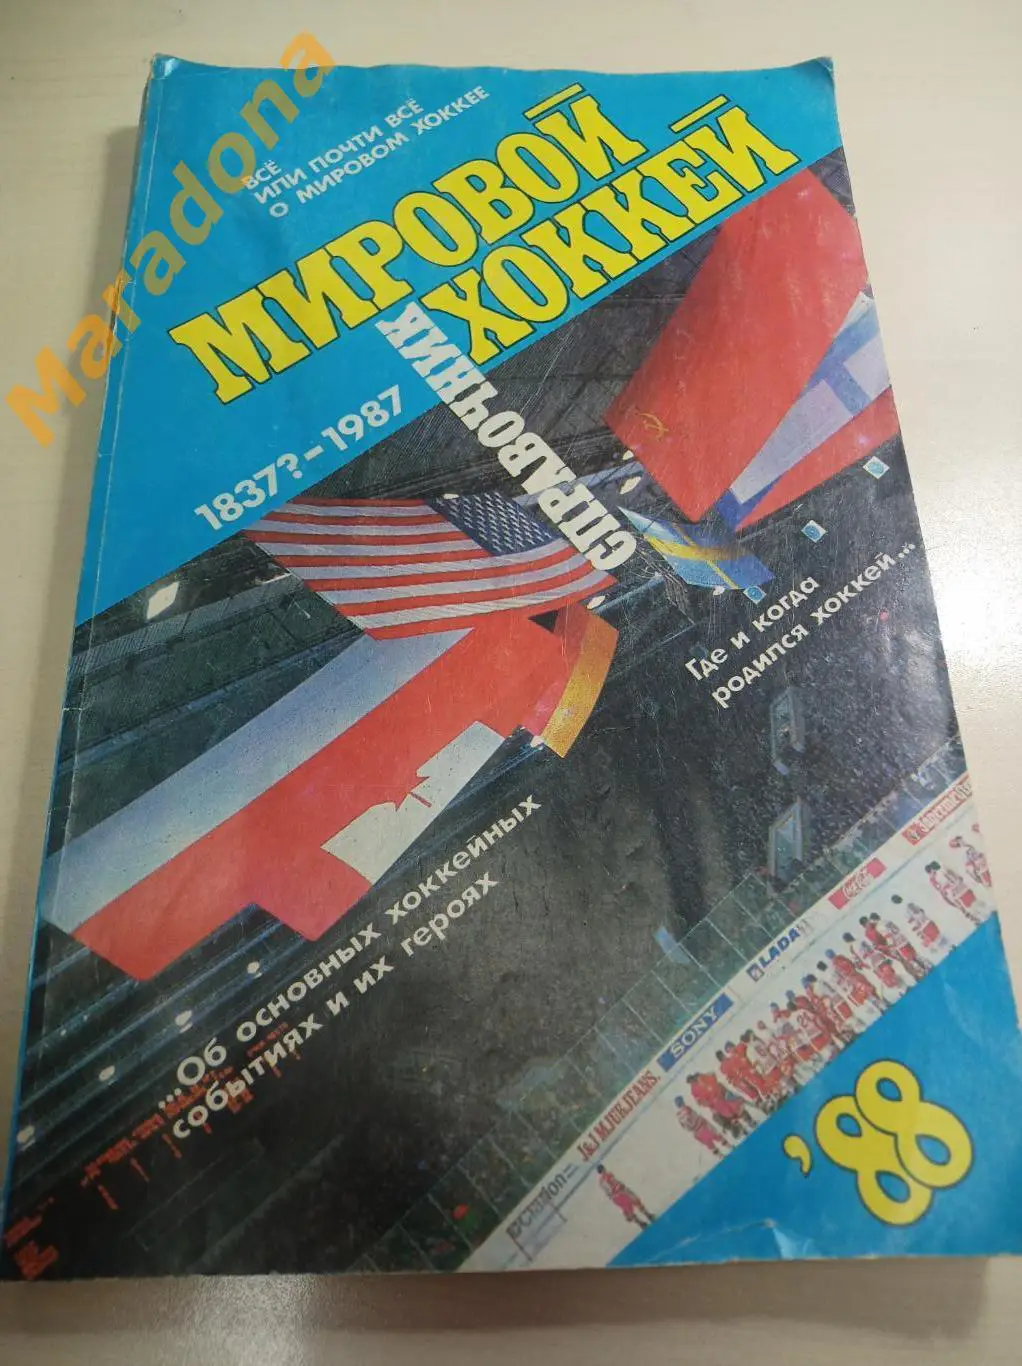 Maradona
ВСЁ
ИЛИ ПОЧТИ ВСЁ
О МИРОВОМ ХОККЕЕ
МИРОВОЙ
ХОККЕЙ
СПРАВОЧНИК
1837?-1987
Где и когда
родился хоккей...
...Об основных хоккейных
событиях и их героях
LADA
SONY
J&J MJUKJEANS.
'88